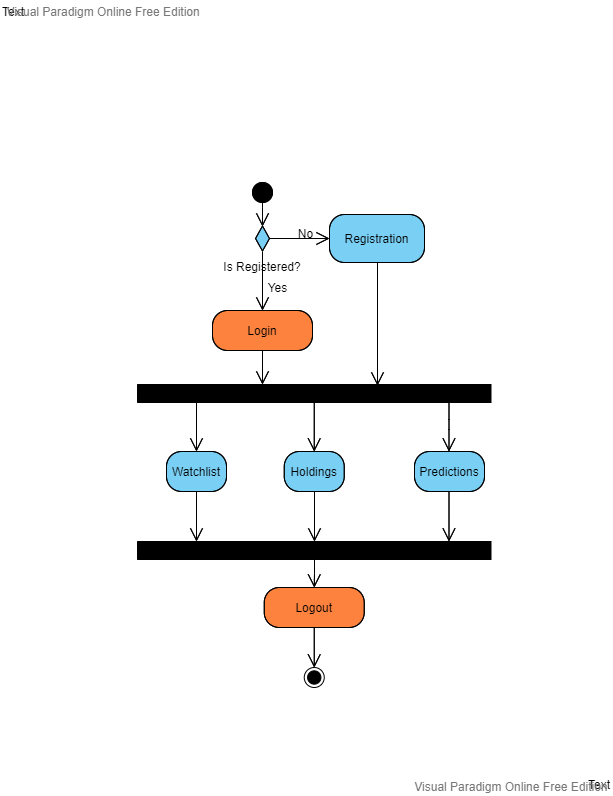 Text
Visual Paradigm Online Free Edition
No
Registration
Is Registered?
Yes
Login
Watchlist
Holdings
Predictions
Logout
Visual Paradigm Online Free Edition
Text